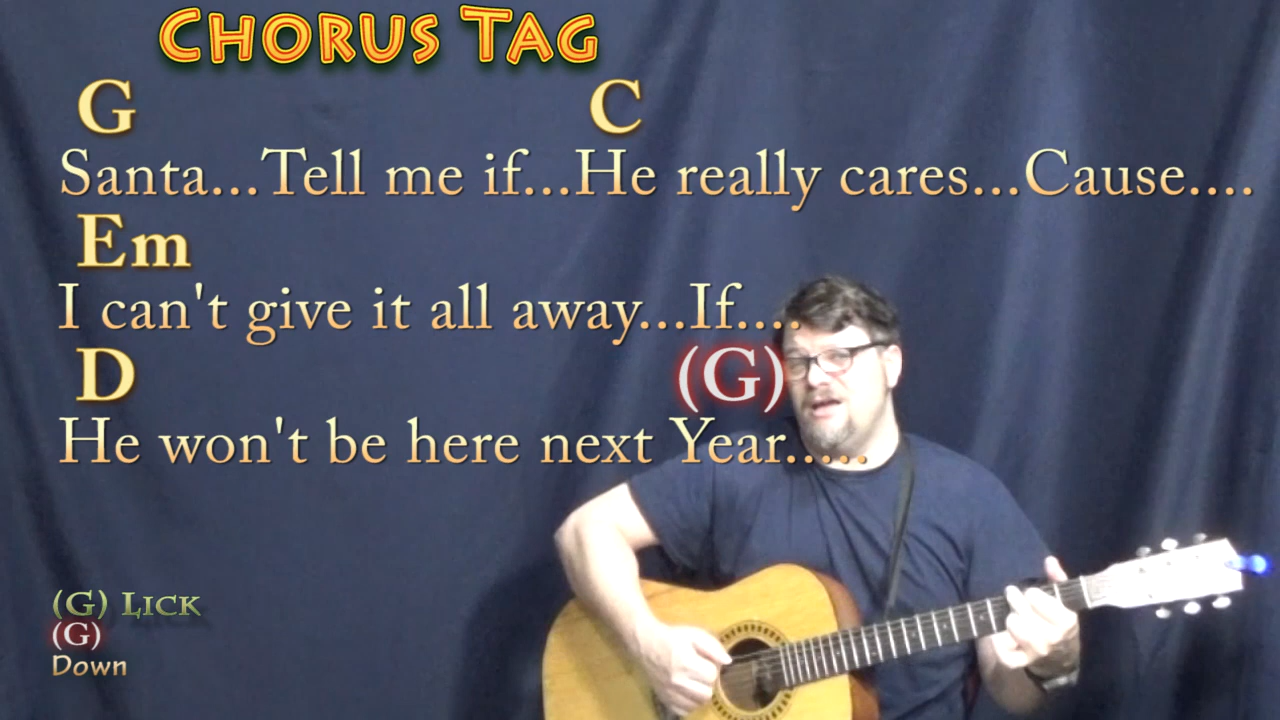 Chorus Tag
G C
Santa...Tell me if...He really cares...Cause....
Em
I can't give it all away...If....
D (G)
He won't be here next Year.....
(G) Lick
(G)
Down